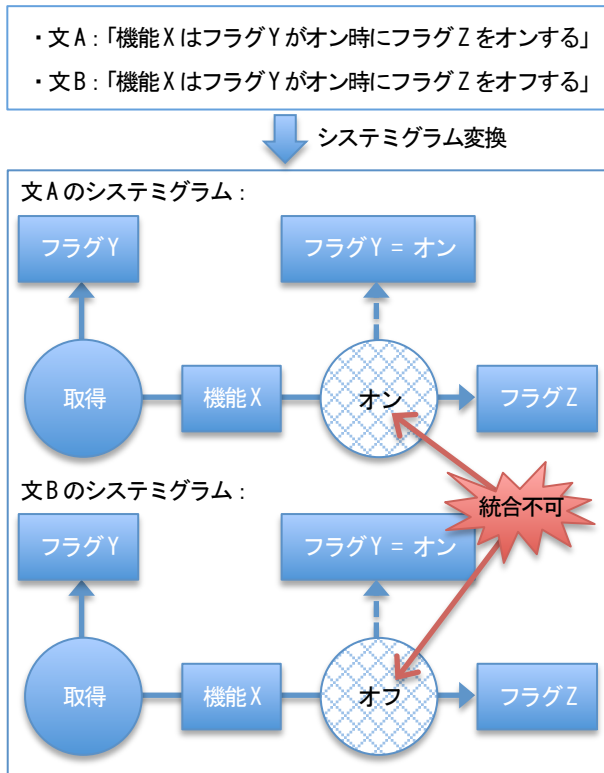 ・文A：「機能XはフラグYがオン時にフラグZをオンする」
・文B：「機能XはフラグYがオン時にフラグZをオフする」
システミグラム変換
文Aのシステミグラム：
フラグY
フラグY = オン
取得
機能X
オン
フラグZ
統合不可
文Bのシステミグラム：
フラグY
フラグY = オン
取得
機能X
オフ
フラグZ